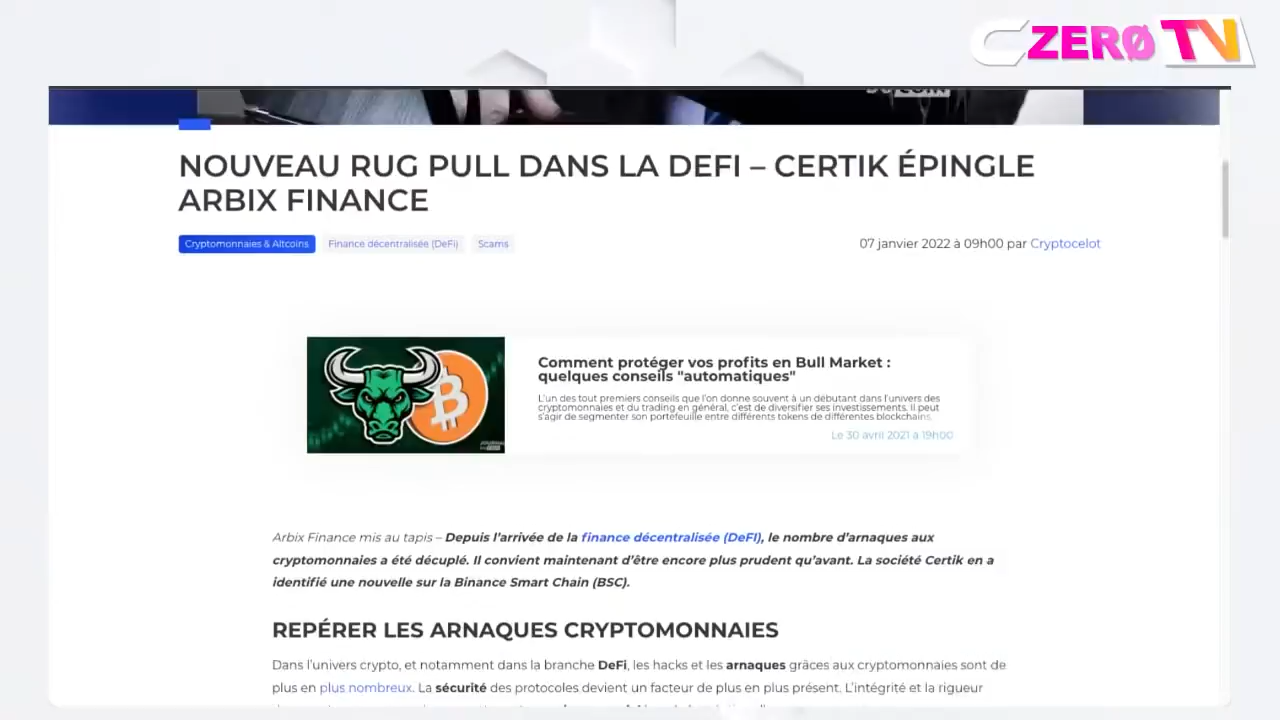 CZERØ TV
DU COIN
NOUVEAU RUG PULL DANS LA DEFI – CERTIK ÉPINGLE
ARBIX FINANCE
Cryptomonnaies & Altcoins Finance décentralisée (DeFi) Scams
07 janvier 2022 à 09h00 par Cryptocelot
Comment protéger vos profits en Bull Market :
quelques conseils "automatiques"
L'un des tout premiers conseils que l'on donne souvent à un débutant dans l'univers des
cryptomonnaies et du trading en général, c'est de diversifier ses investissements. Il peut
s'agir de segmenter son portefeuille entre différents tokens de différentes blockchains,
Le 30 avril 2021 à 19h00
JOURNAL
Arbix Finance mis au tapis – Depuis l'arrivée de la finance décentralisée (DeFI), le nombre d'arnaques aux
cryptomonnaies a été décuplé. Il convient maintenant d'être encore plus prudent qu'avant. La société Certik en a
identifié une nouvelle sur la Binance Smart Chain (BSC).
REPÉRER LES ARNAQUES CRYPTOMONNAIES
Dans l'univers crypto, et notamment dans la branche DeFi, les hacks et les arnaques grâces aux cryptomonnaies sont de
plus en plus nombreux. La sécurité des protocoles devient un facteur de plus en plus présent. L'intégrité et la rigueur